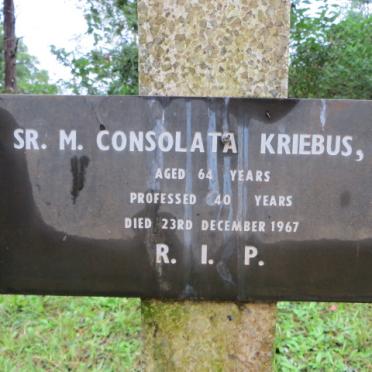 SR. M. CONSOLATA KRIEBUS,
AGED 64 YEARS
PROFESSED 40 YEARS
DIED 23RD DECEMBER 1967
R. I. P.